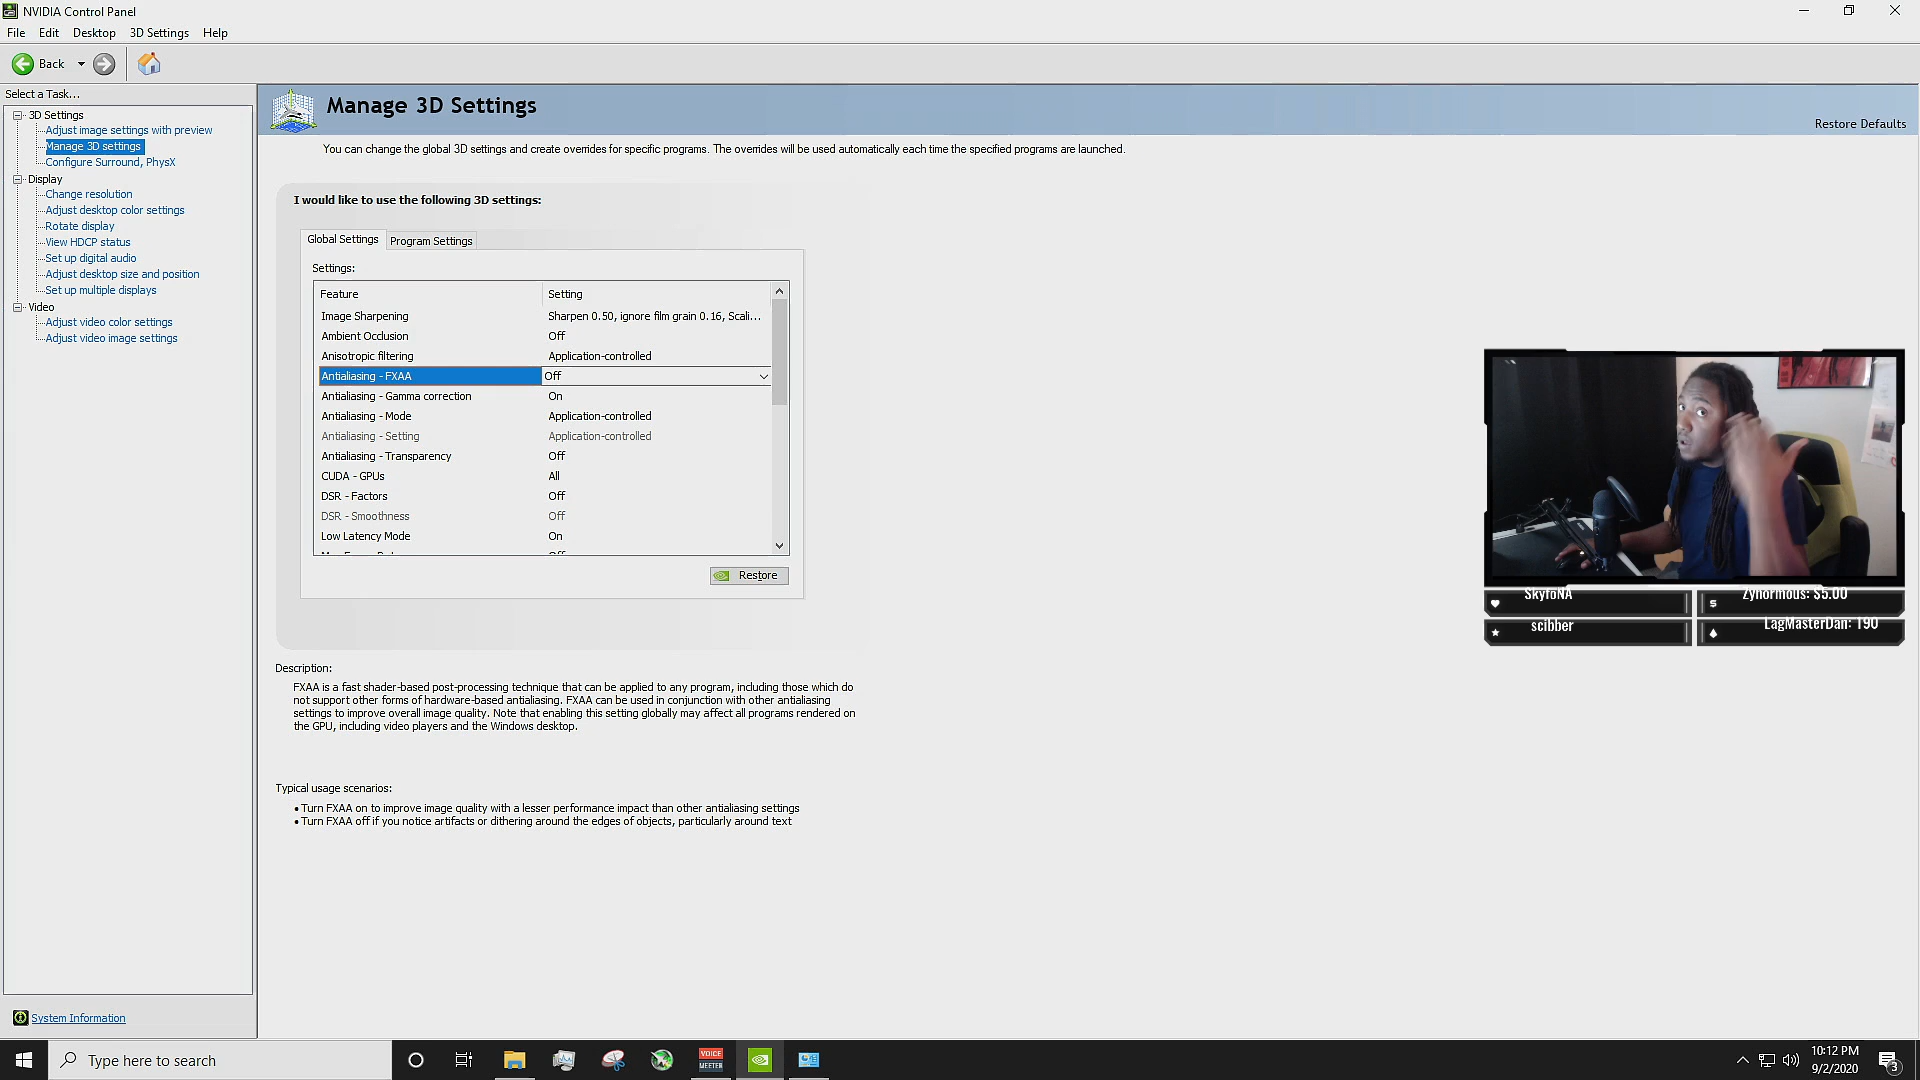 NVIDIA Control Panel
File Edit Desktop 3D Settings Help
Back
Select a Task...
3D Settings
Adjust image settings with preview
Manage 3D settings
Configure Surround, PhysX
Display
Change resolution
Adjust desktop color settings
Rotate display
View HDCP status
Set up digital audio
Adjust desktop size and position
Set up multiple displays
Video
Adjust video color settings
Adjust video image settings
System Information
Manage 3D Settings
Restore Defaults
You can change the global 3D settings and create overrides for specific programs. The overrides will be used automatically each time the specified programs are launched.
I would like to use the following 3D settings:
Global Settings Program Settings
Settings:
Feature Setting
Image Sharpening Sharpen 0.50, ignore film grain 0.16, Scali...
Ambient Occlusion Off
Anisotropic filtering Application-controlled
Antialiasing - FXAA Off
Antialiasing - Gamma correction On
Antialiasing - Mode Application-controlled
Antialiasing - Setting Application-controlled
Antialiasing - Transparency Off
CUDA - GPUs All
DSR - Factors Off
DSR - Smoothness Off
Low Latency Mode On
Restore
Description:
FXAA is a fast shader-based post-processing technique that can be applied to any program, including those which do
not support other forms of hardware-based antialiasing. FXAA can be used in conjunction with other antialiasing
settings to improve overall image quality. Note that enabling this setting globally may affect all programs rendered on
the GPU, including video players and the Windows desktop.
Typical usage scenarios:
• Turn FXAA on to improve image quality with a lesser performance impact than other antialiasing settings
• Turn FXAA off if you notice artifacts or dithering around the edges of objects, particularly around text
SkyfoNA
Zynormous: $5.00
scibber
LagMasterDan: 190
Type here to search
VOICE
MEETER
10:12 PM
9/2/2020
3